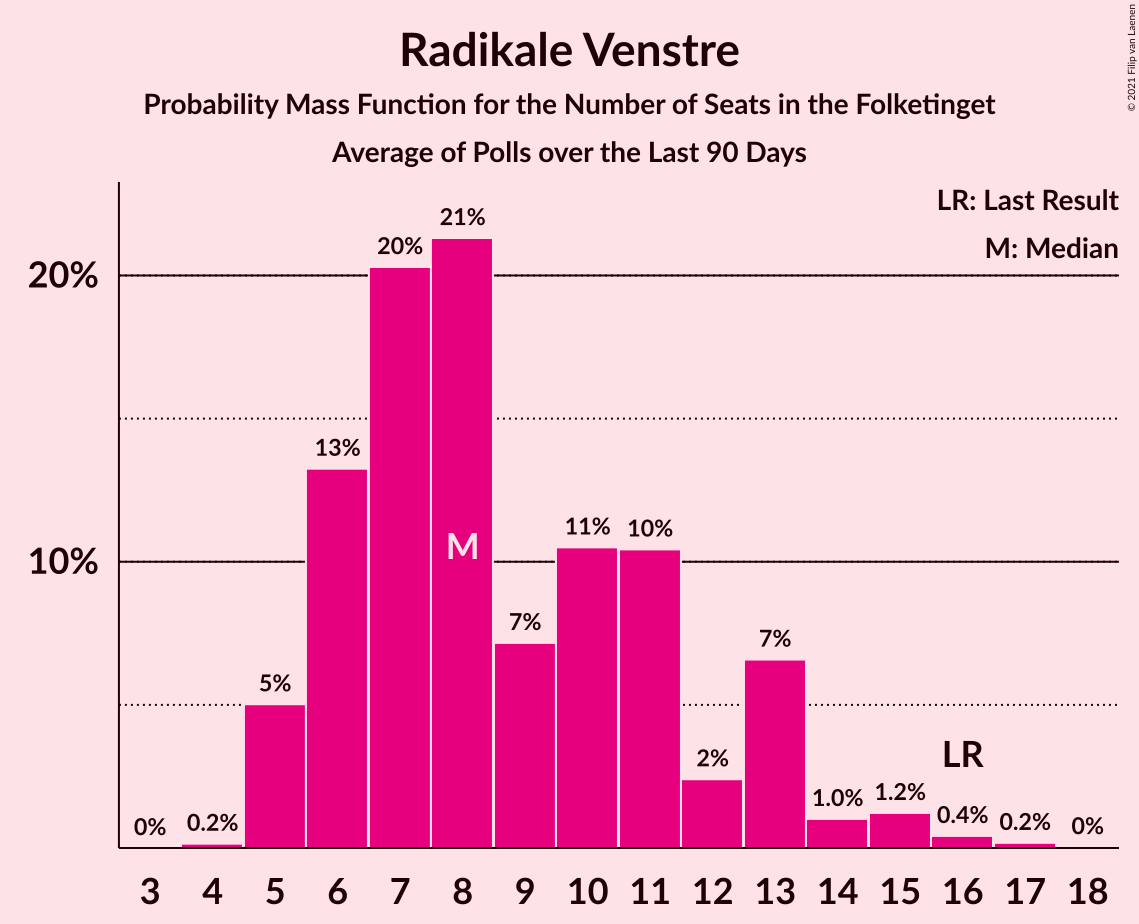 Radikale Venstre
Probability Mass Function for the Number of Seats in the Folketinget
Average of Polls over the Last 90 Days
© 2021 Filip van Laenen
LR: Last Result
M: Median
20%
10%
0%
0.2%
5%
13%
20%
21%
M
7%
11%
10%
2%
7%
1.0%
1.2%
LR
0.4%
0.2%
0%
3 4 5 6 7 8 9 10 11 12 13 14 15 16 17 18